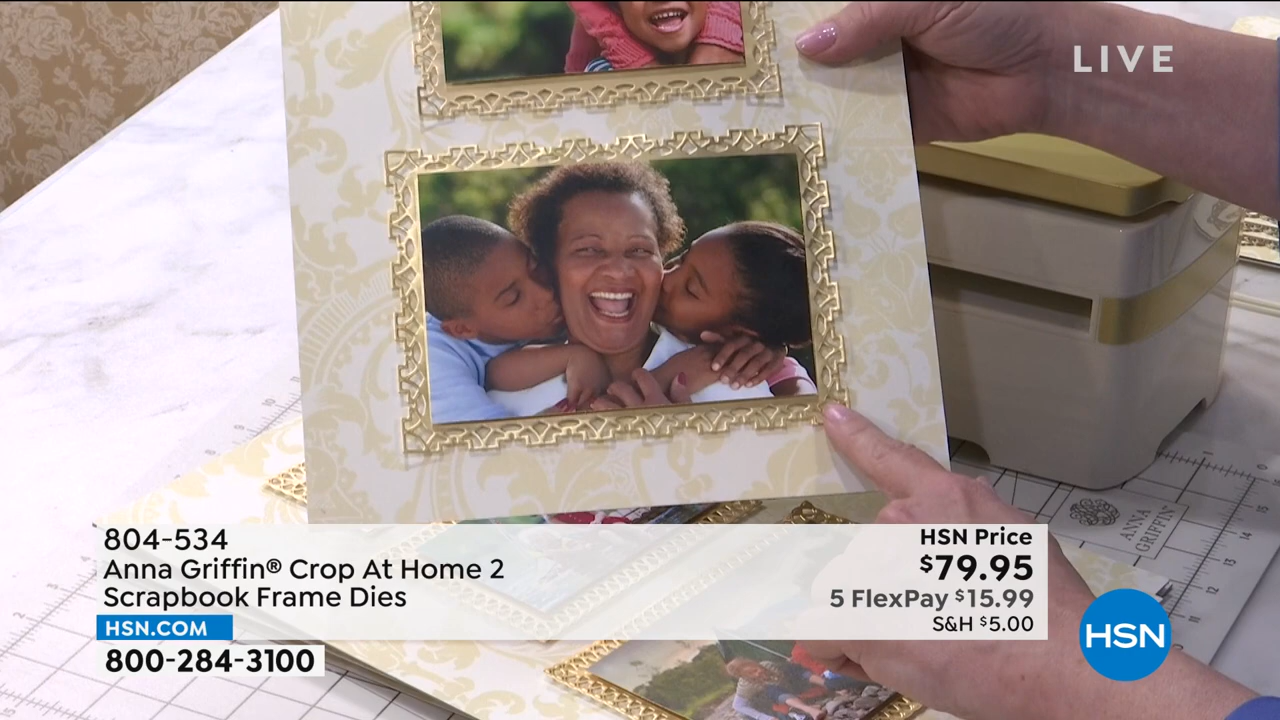 LIVE
804-534
Anna Griffin® Crop At Home 2
Scrapbook Frame Dies
HSN.COM
800-284-3100
HSN Price
$79.95
5 FlexPay $15.99
S&H $5.00
HSN
ANNA
GRIFFIN